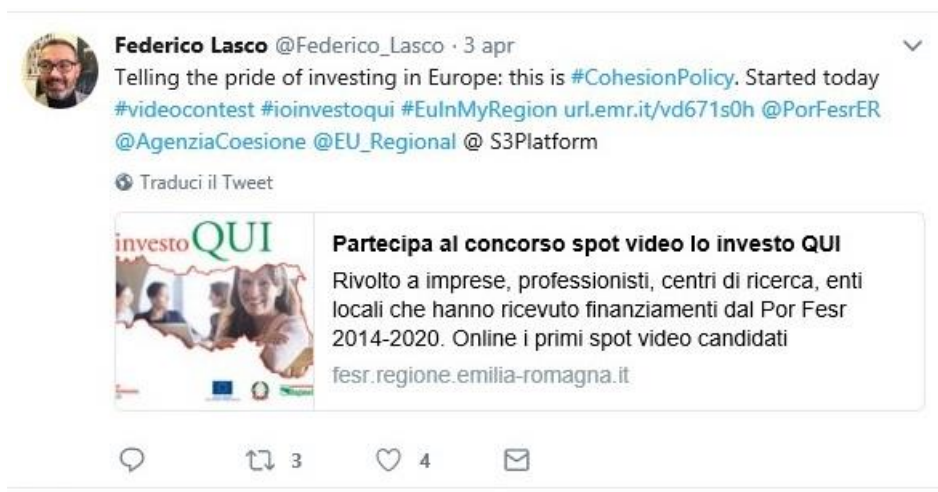 Federico Lasco @Federico_Lasco · 3 apr
Telling the pride of investing in Europe: this is #CohesionPolicy. Started today
#videocontest #ioinvestoqui #EuInMyRegion url.emr.it/vd671s0h @PorFesrER
@AgenziaCoesione @EU_Regional @ S3Platform
Traduci il Tweet
investo QUI
Partecipa al concorso spot video Io investo QUI
Rivolto a imprese, professionisti, centri di ricerca, enti
locali che hanno ricevuto finanziamenti dal Por Fesr
2014-2020. Online i primi spot video candidati
fesr.regione.emilia-romagna.it
3 4